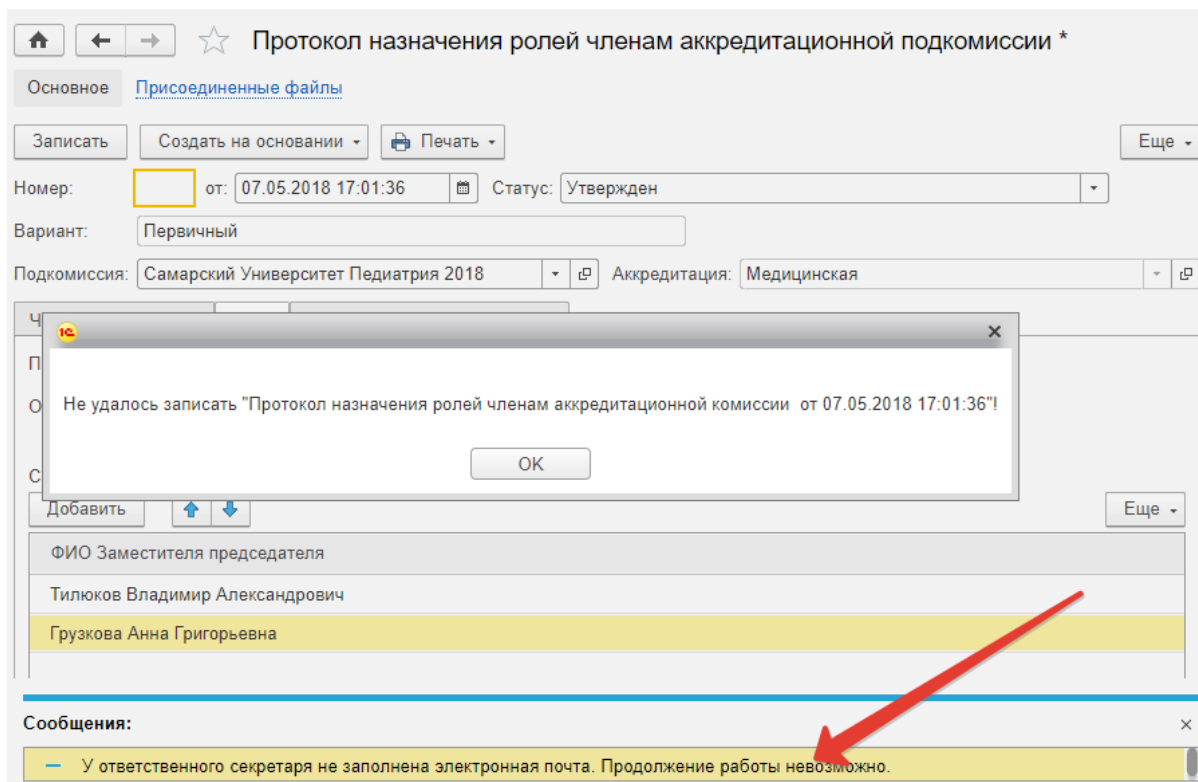 Протокол назначения ролей членам аккредитационной подкомиссии *
Основное Присоединенные файлы
Записать Создать на основании Печать Еще
Номер: от: 07.05.2018 17:01:36 Статус: Утвержден
Вариант: Первичный
Подкомиссия: Самарский Университет Педиатрия 2018 Аккредитация: Медицинская
Ч
1С
П
О Не удалось записать "Протокол назначения ролей членам аккредитационной комиссии от 07.05.2018 17:01:36"!
OK
С
Добавить Еще
ФИО Заместителя председателя
Тилюков Владимир Александрович
Грузкова Анна Григорьевна
Сообщения:
У ответственного секретаря не заполнена электронная почта. Продолжение работы невозможно.